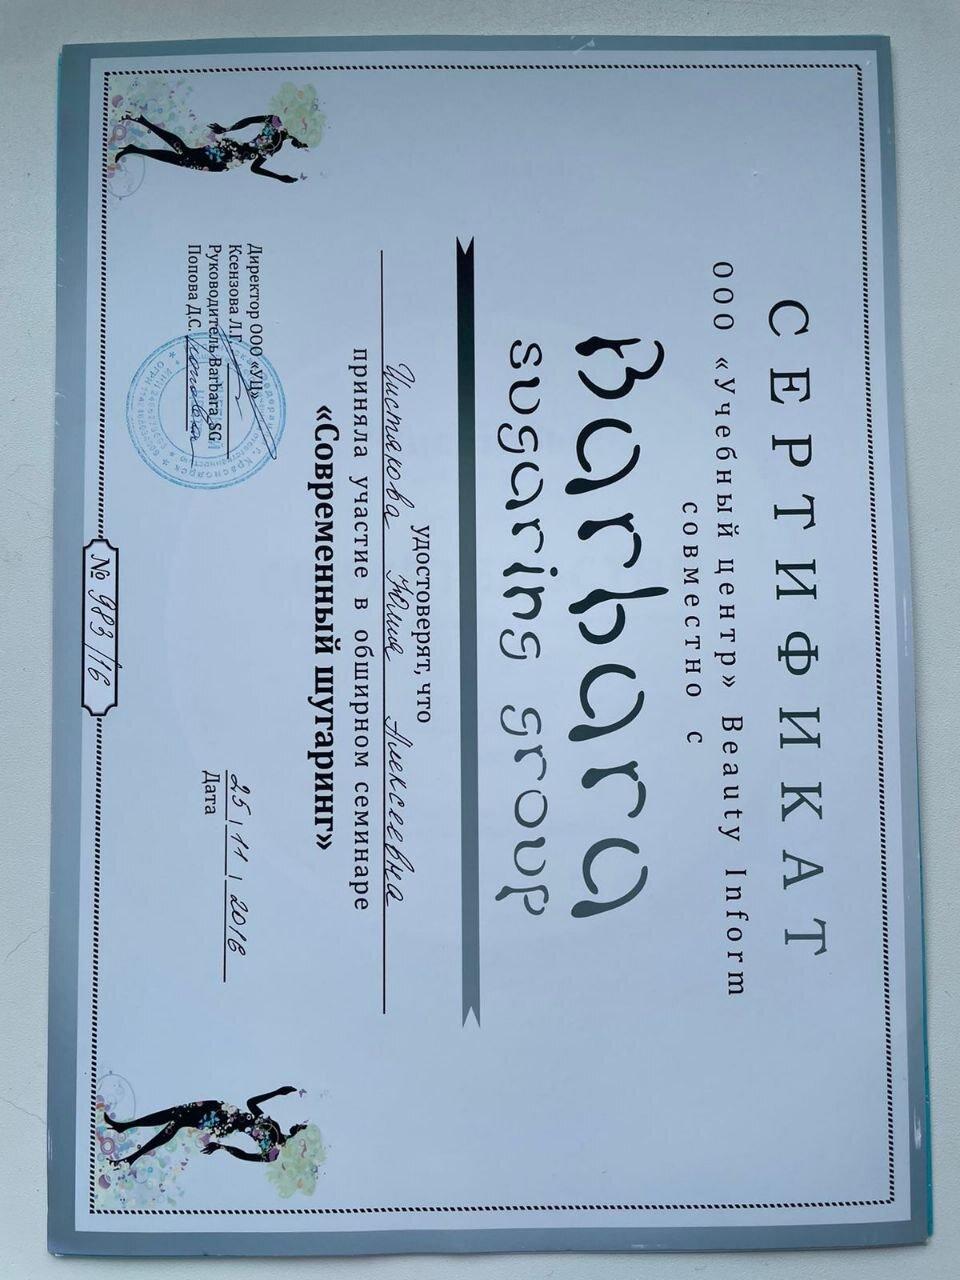 СЕРТИФИКАТ
ООО «Учебный центр» Beauty Inform
совместно с
Barbara
sugaring group
удостоверят, что
Чистякова Юлия Алексеевна
приняла участие в обширном семинаре
«Современный шугаринг»
Директор ООО «УЦ»
Ксензова Л.Г.
Руководитель Barbara SG
Попова Д.С.
г. Красноярск
25 | 11 | 2016
Дата
№ 983/16